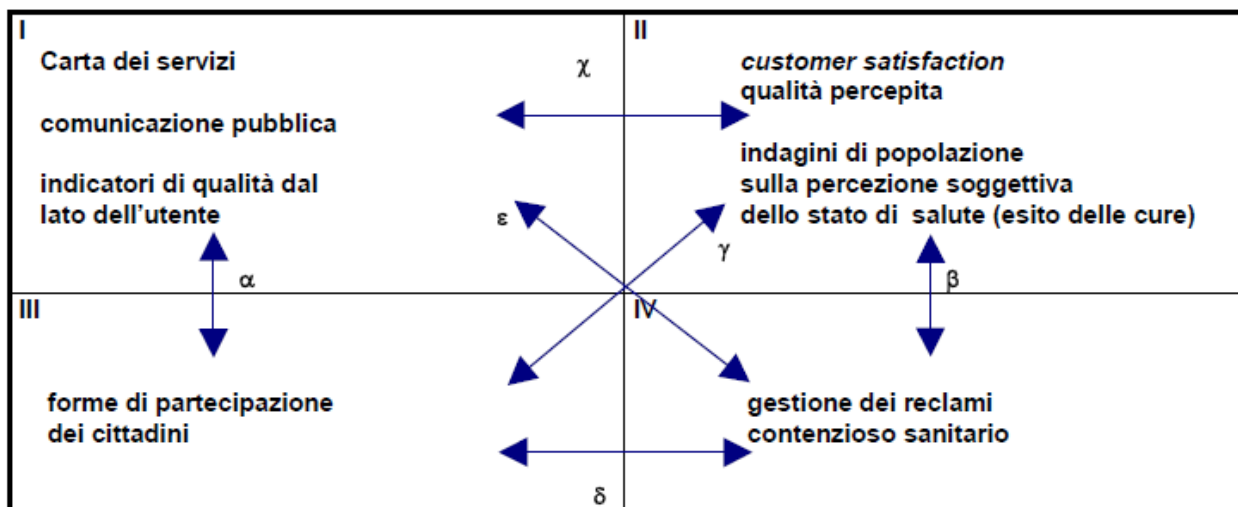 I
Carta dei servizi
comunicazione pubblica
indicatori di qualità dal
lato dell'utente
χ
ε
α
II
customer satisfaction
qualità percepita
indagini di popolazione
sulla percezione soggettiva
dello stato di salute (esito delle cure)
γ
β
III
forme di partecipazione
dei cittadini
δ
IV
gestione dei reclami
contenzioso sanitario